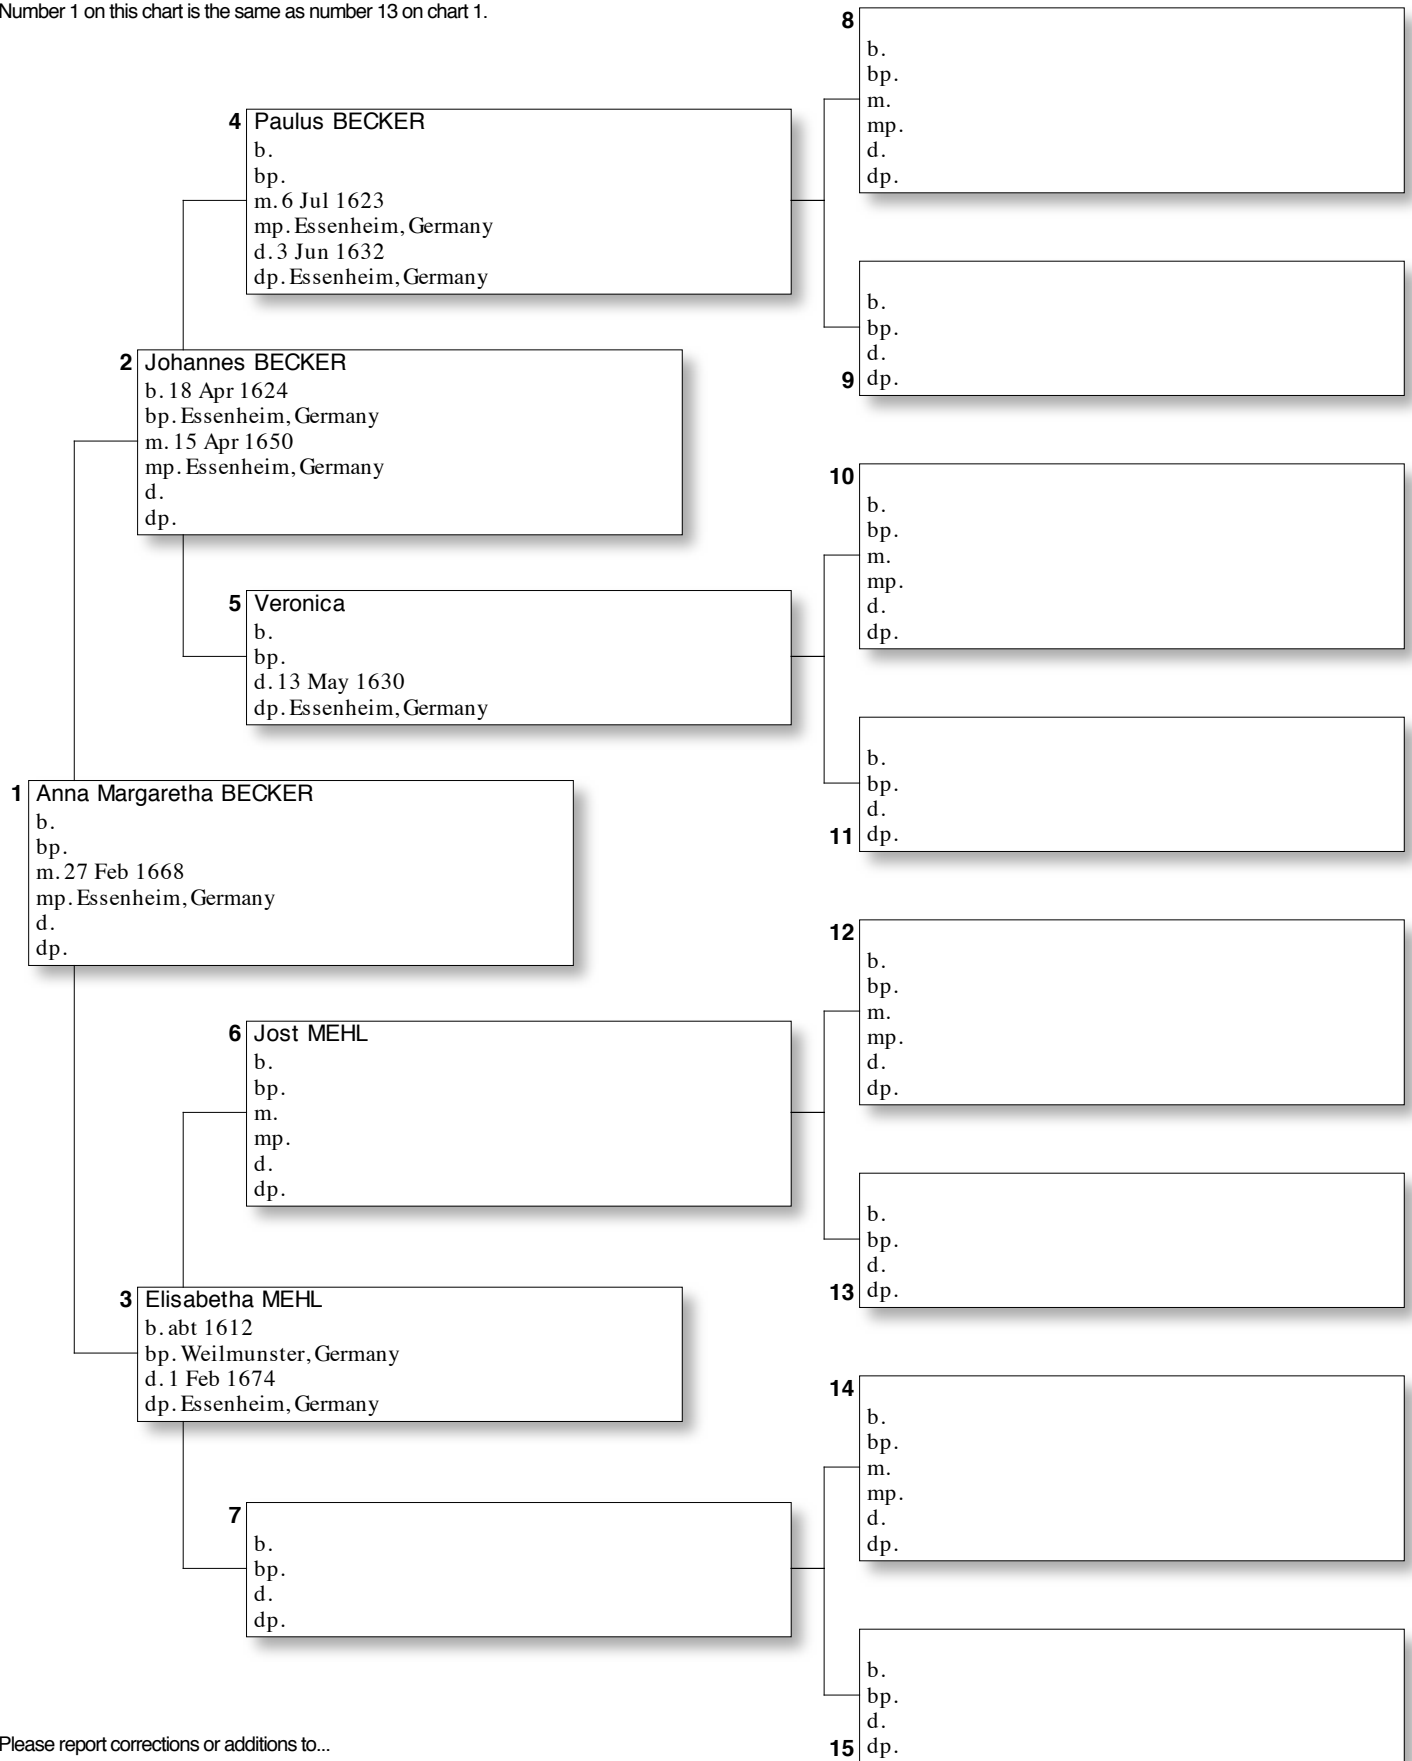 Number 1 on this chart is the same as number 13 on chart 1.
8
b.
bp.
m.
mp.
d.
dp.
4 Paulus BECKER
b.
bp.
m. 6 Jul 1623
mp. Essenheim, Germany
d. 3 Jun 1632
dp. Essenheim, Germany
b.
bp.
d.
9 dp.
2 Johannes BECKER
b. 18 Apr 1624
bp. Essenheim, Germany
m. 15 Apr 1650
mp. Essenheim, Germany
d.
dp.
10
b.
bp.
m.
mp.
d.
dp.
5 Veronica
b.
bp.
d. 13 May 1630
dp. Essenheim, Germany
b.
bp.
d.
11 dp.
1 Anna Margaretha BECKER
b.
bp.
m. 27 Feb 1668
mp. Essenheim, Germany
d.
dp.
12
b.
bp.
m.
mp.
d.
dp.
6 Jost MEHL
b.
bp.
m.
mp.
d.
dp.
b.
bp.
d.
13 dp.
3 Elisabetha MEHL
b. abt 1612
bp. Weilmunster, Germany
d. 1 Feb 1674
dp. Essenheim, Germany
14
b.
bp.
m.
mp.
d.
dp.
7
b.
bp.
d.
dp.
b.
bp.
d.
15 dp.
Please report corrections or additions to...